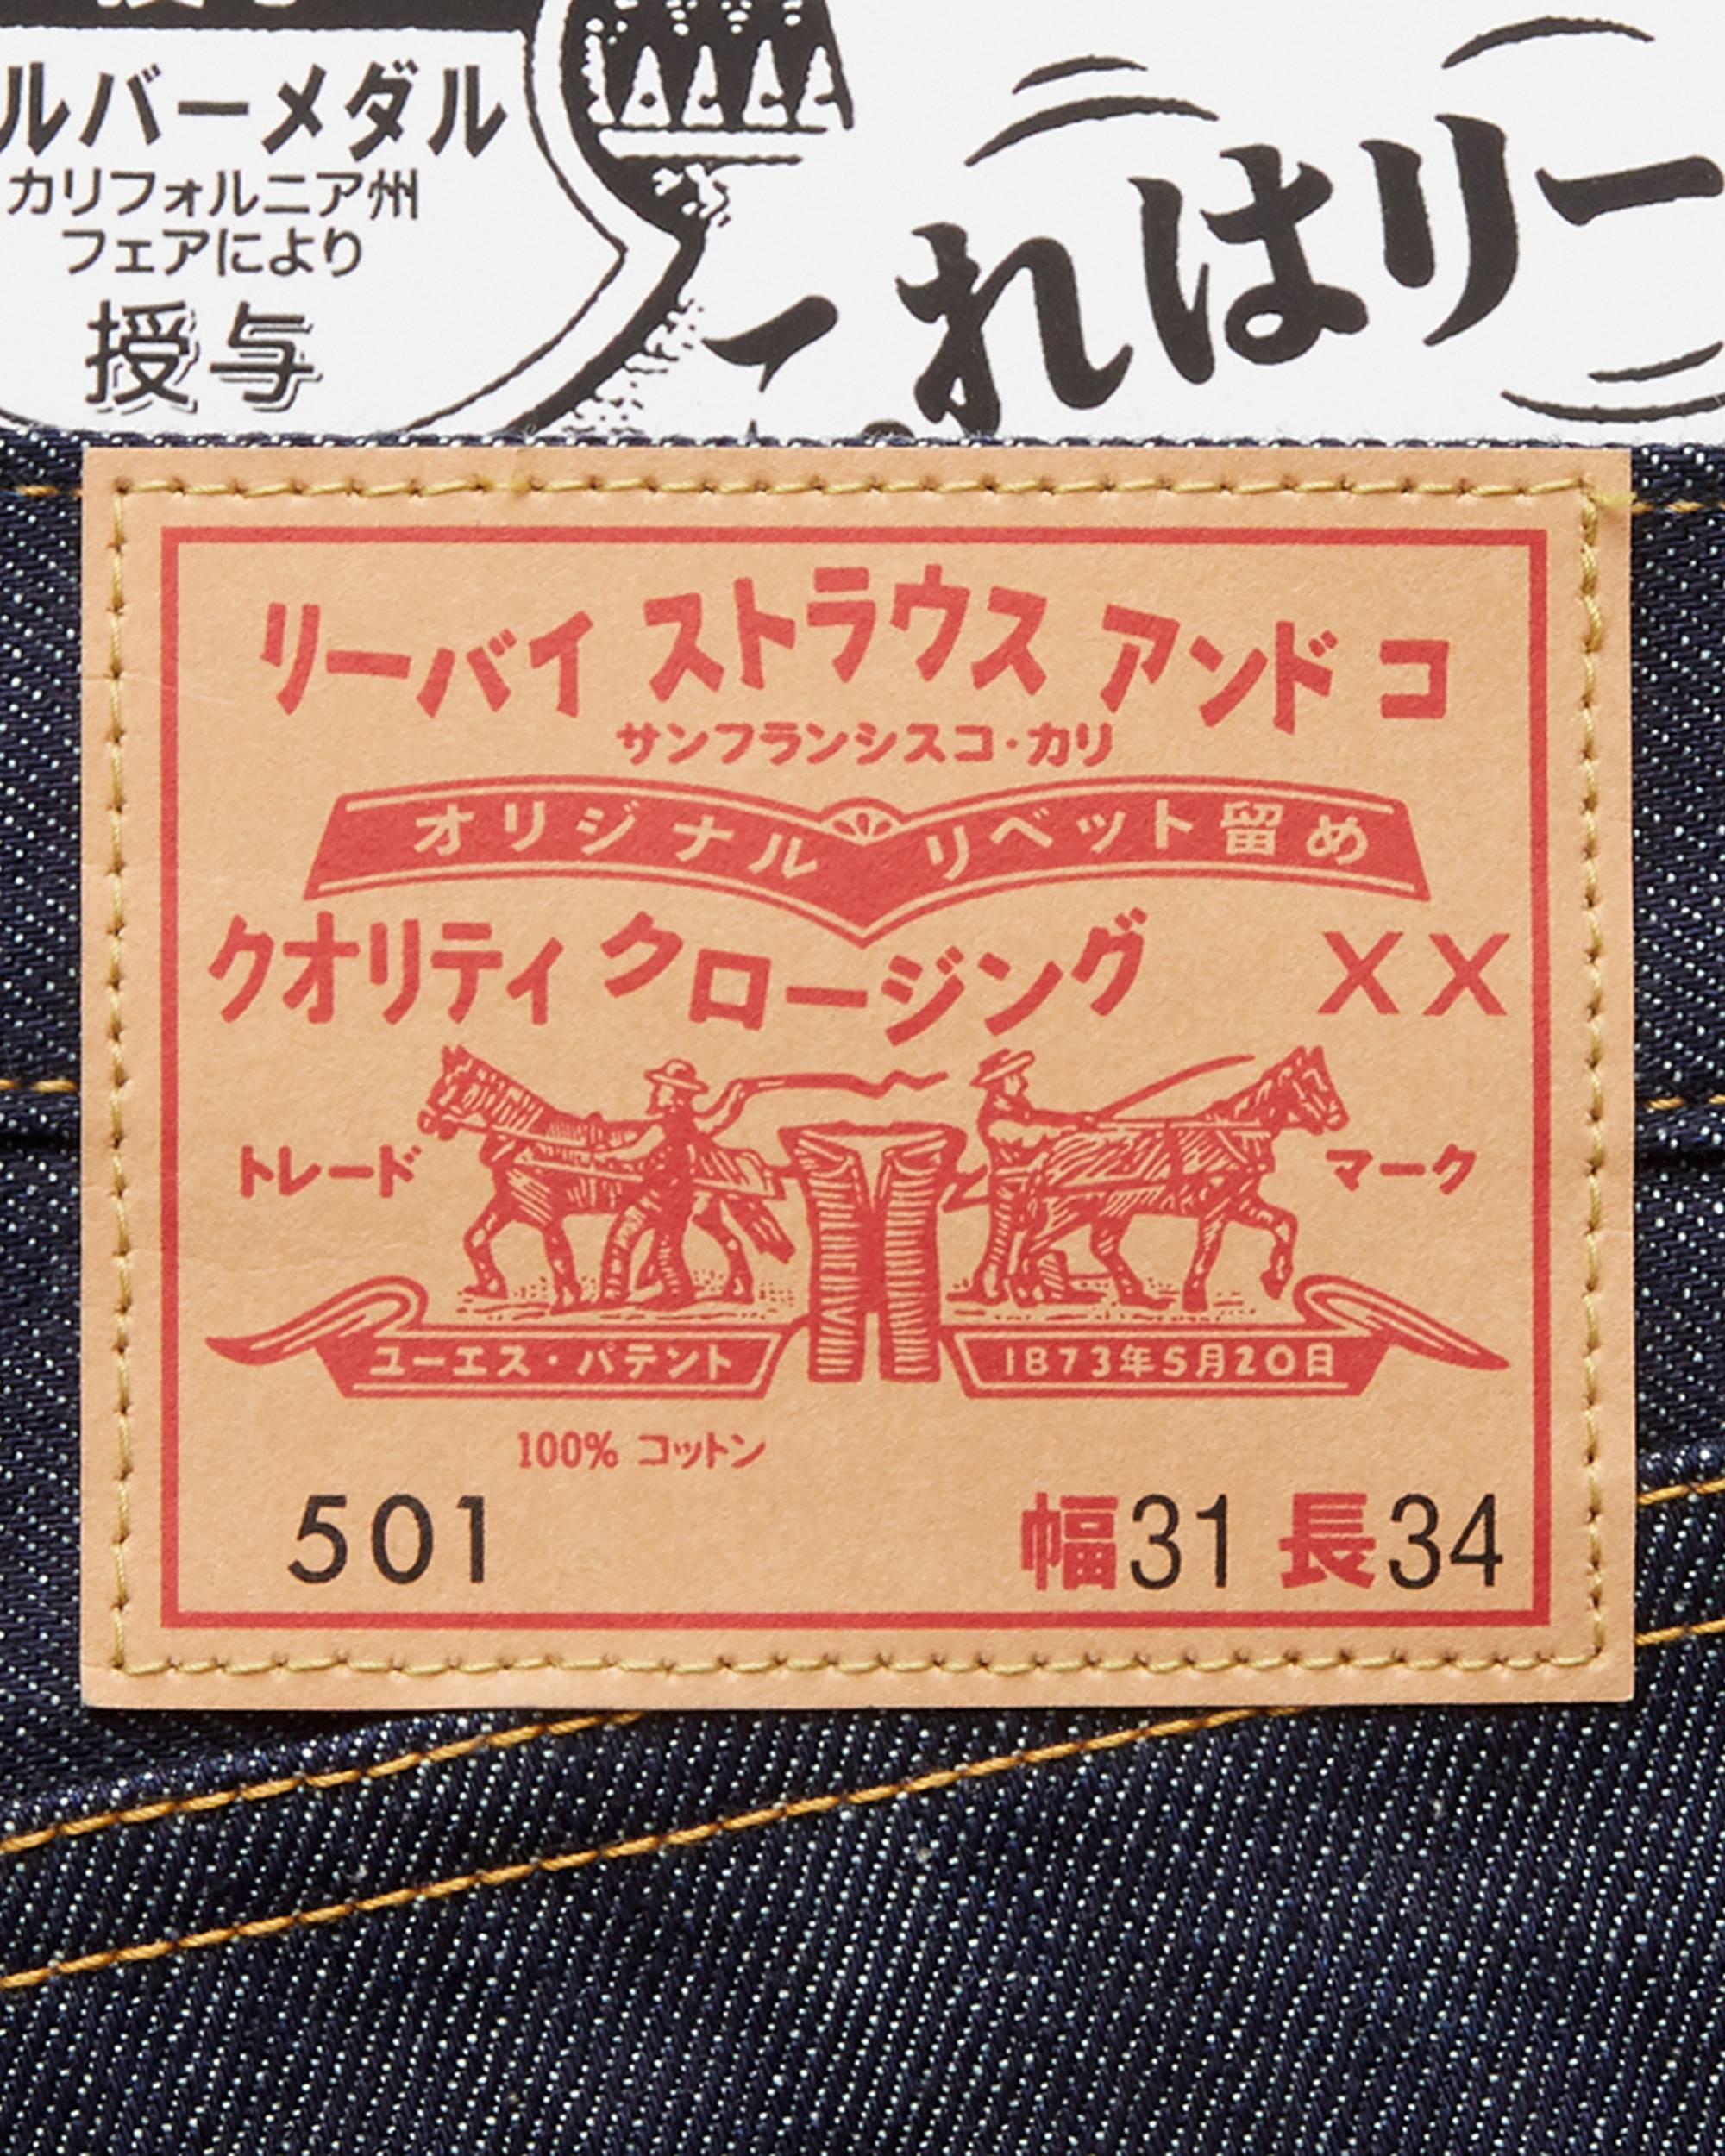 ルバーメダル
カリフォルニア州
フェアにより
授与
れはリー
リーバイ ストラウス アンド コ
サンフランシスコ・カリ
オリジナル リベット留め
クオリティ クロージング XX
トレード マーク
ユーエス・パテント 1873年5月20日
100% コットン
501 幅31 長34